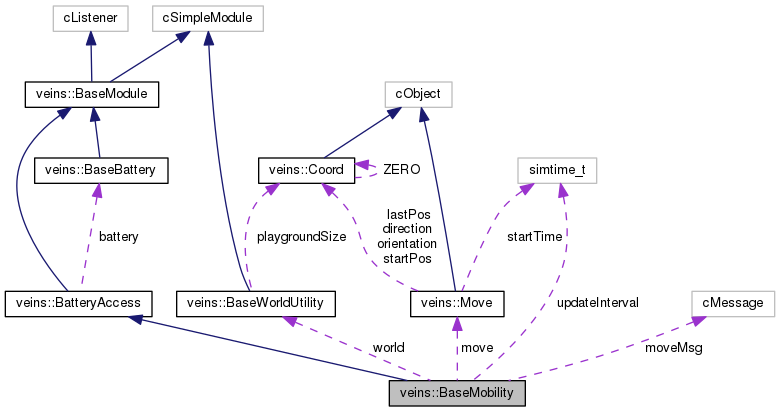 cListener
cSimpleModule
veins::BaseModule
cObject
veins::BaseBattery
veins::Coord
ZERO
simtime_t
battery
playgroundSize
lastPos
direction
orientation
startPos
startTime
veins::BatteryAccess
veins::BaseWorldUtility
veins::Move
updateInterval
cMessage
world
move
moveMsg
veins::BaseMobility